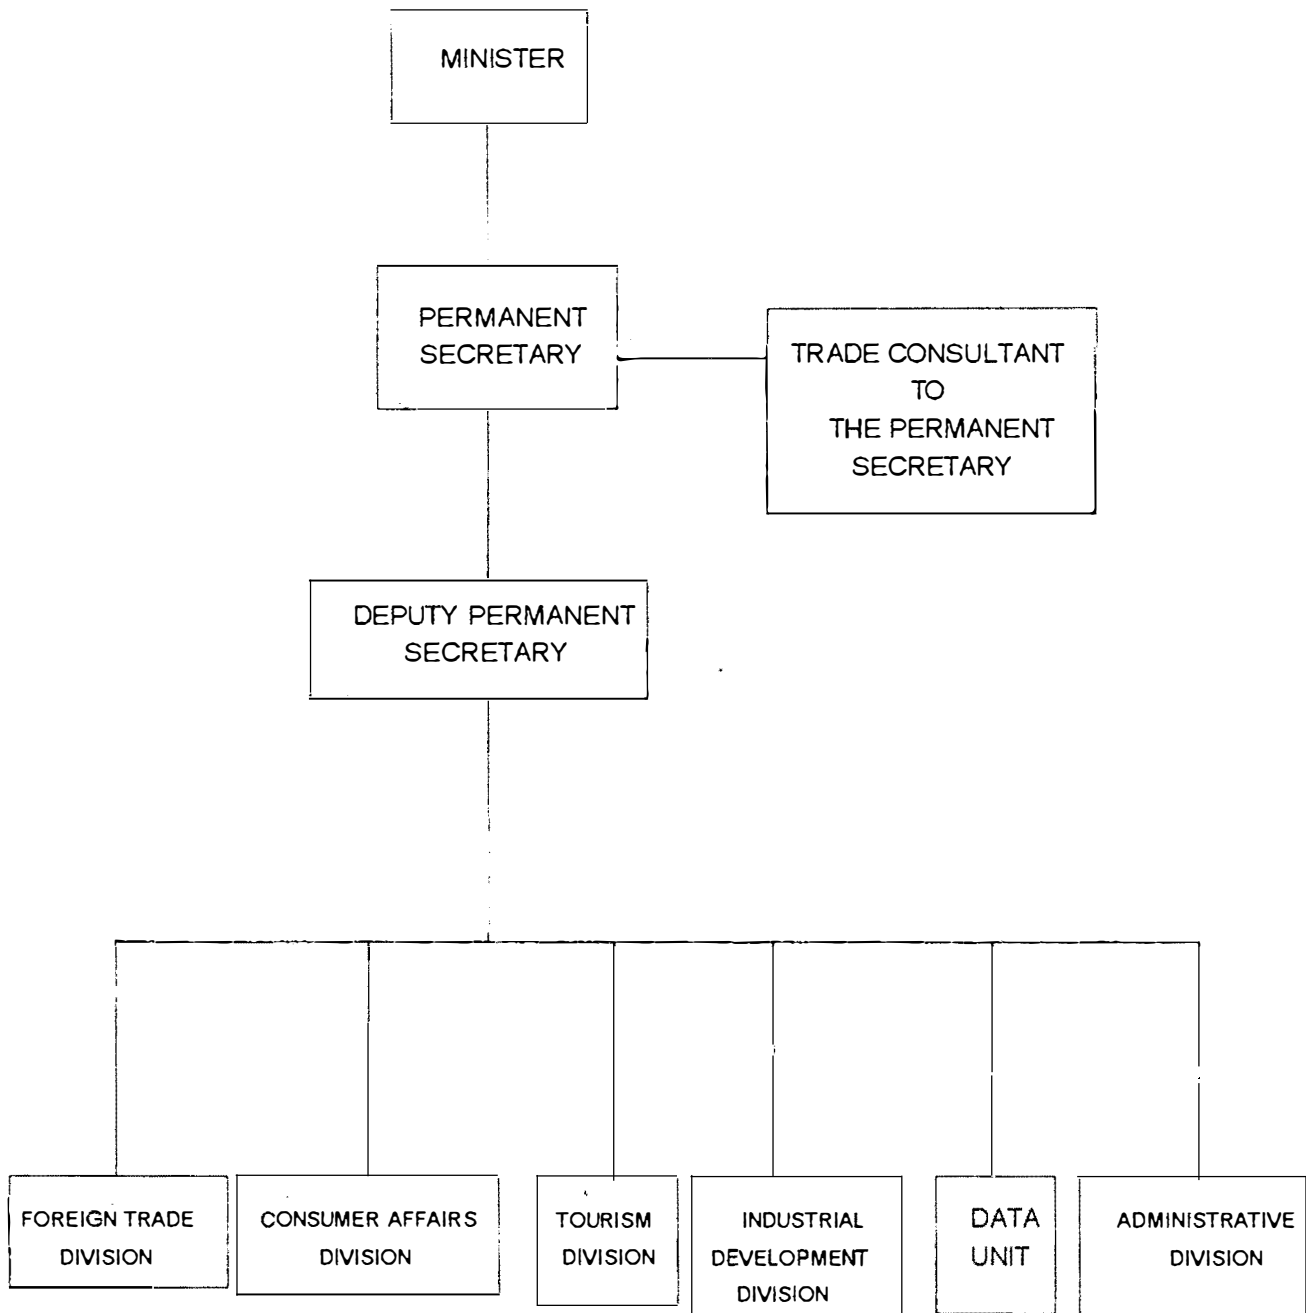 MINISTER
PERMANENT
SECRETARY
TRADE CONSULTANT
TO
THE PERMANENT
SECRETARY
DEPUTY PERMANENT
SECRETARY
FOREIGN TRADE
DIVISION
CONSUMER AFFAIRS
DIVISION
TOURISM
DIVISION
INDUSTRIAL
DEVELOPMENT
DIVISION
DATA
UNIT
ADMINISTRATIVE
DIVISION